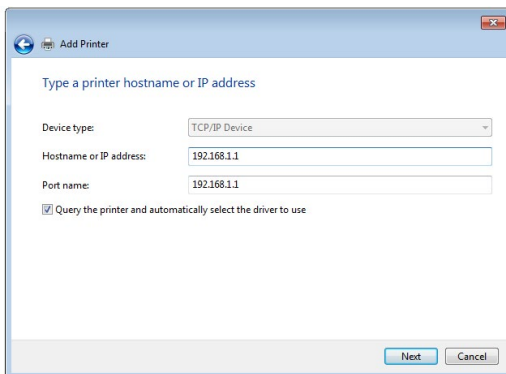 Add Printer
Type a printer hostname or IP address
Device type: TCP/IP Device
Hostname or IP address: 192.168.1.1
Port name: 192.168.1.1
Query the printer and automatically select the driver to use
Next Cancel